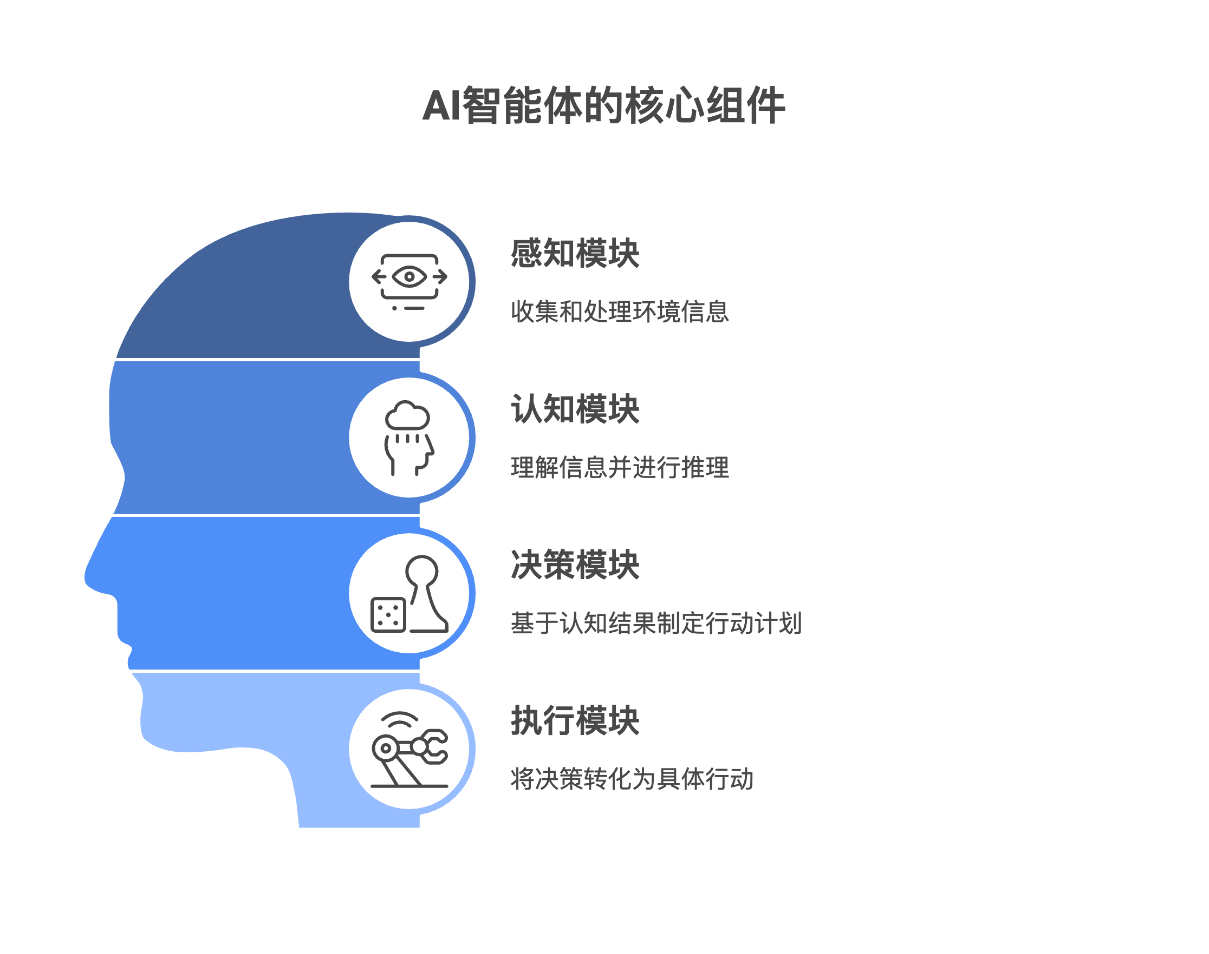 AI智能体的核心组件
感知模块
收集和处理环境信息
认知模块
理解信息并进行推理
决策模块
基于认知结果制定行动计划
执行模块
将决策转化为具体行动